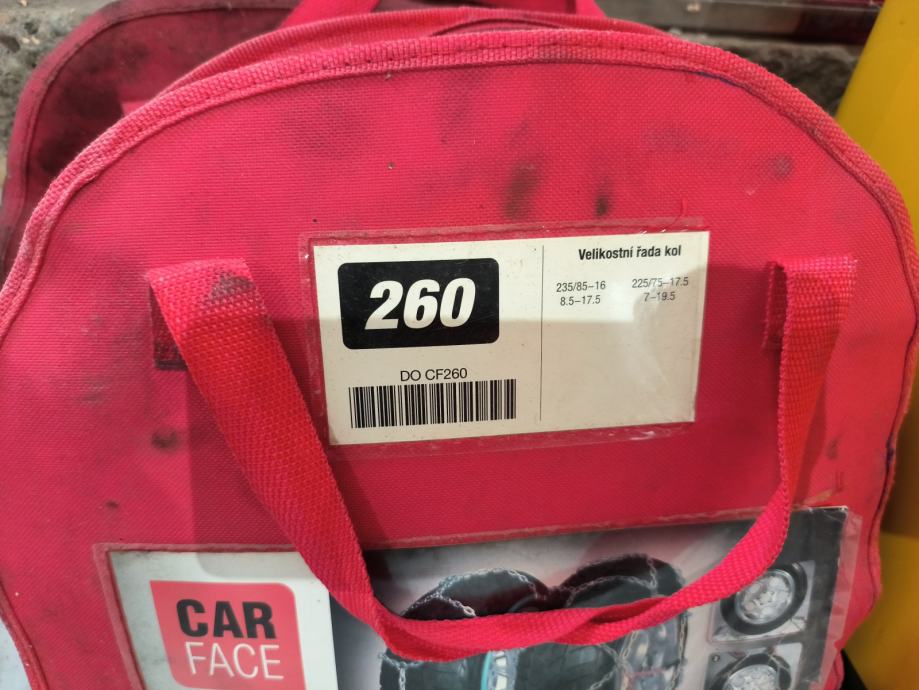 260
DO CF260
Velikostní řada kol
235/85–16 225/75–17.5
8.5–17.5 7–19.5
CAR
FACE